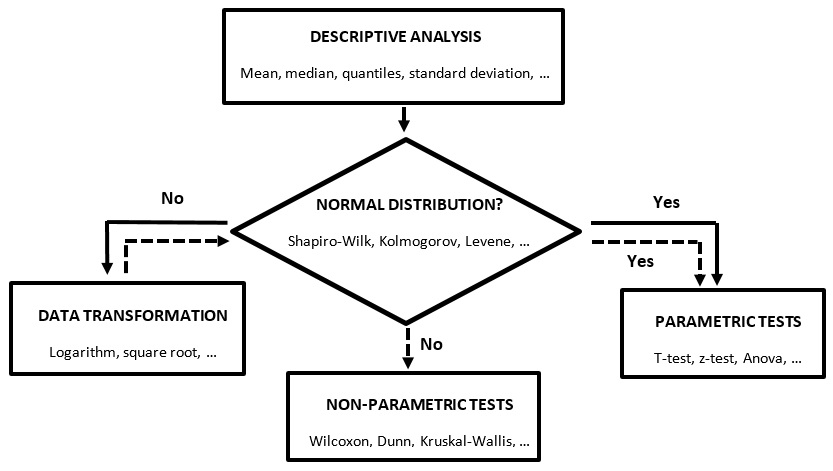 DESCRIPTIVE ANALYSIS
Mean, median, quantiles, standard deviation, ...
No
NORMAL DISTRIBUTION?
Yes
Shapiro-Wilk, Kolmogorov, Levene, ...
Yes
DATA TRANSFORMATION
Logarithm, square root, ...
PARAMETRIC TESTS
T-test, z-test, Anova, ...
No
NON-PARAMETRIC TESTS
Wilcoxon, Dunn, Kruskal-Wallis, ...